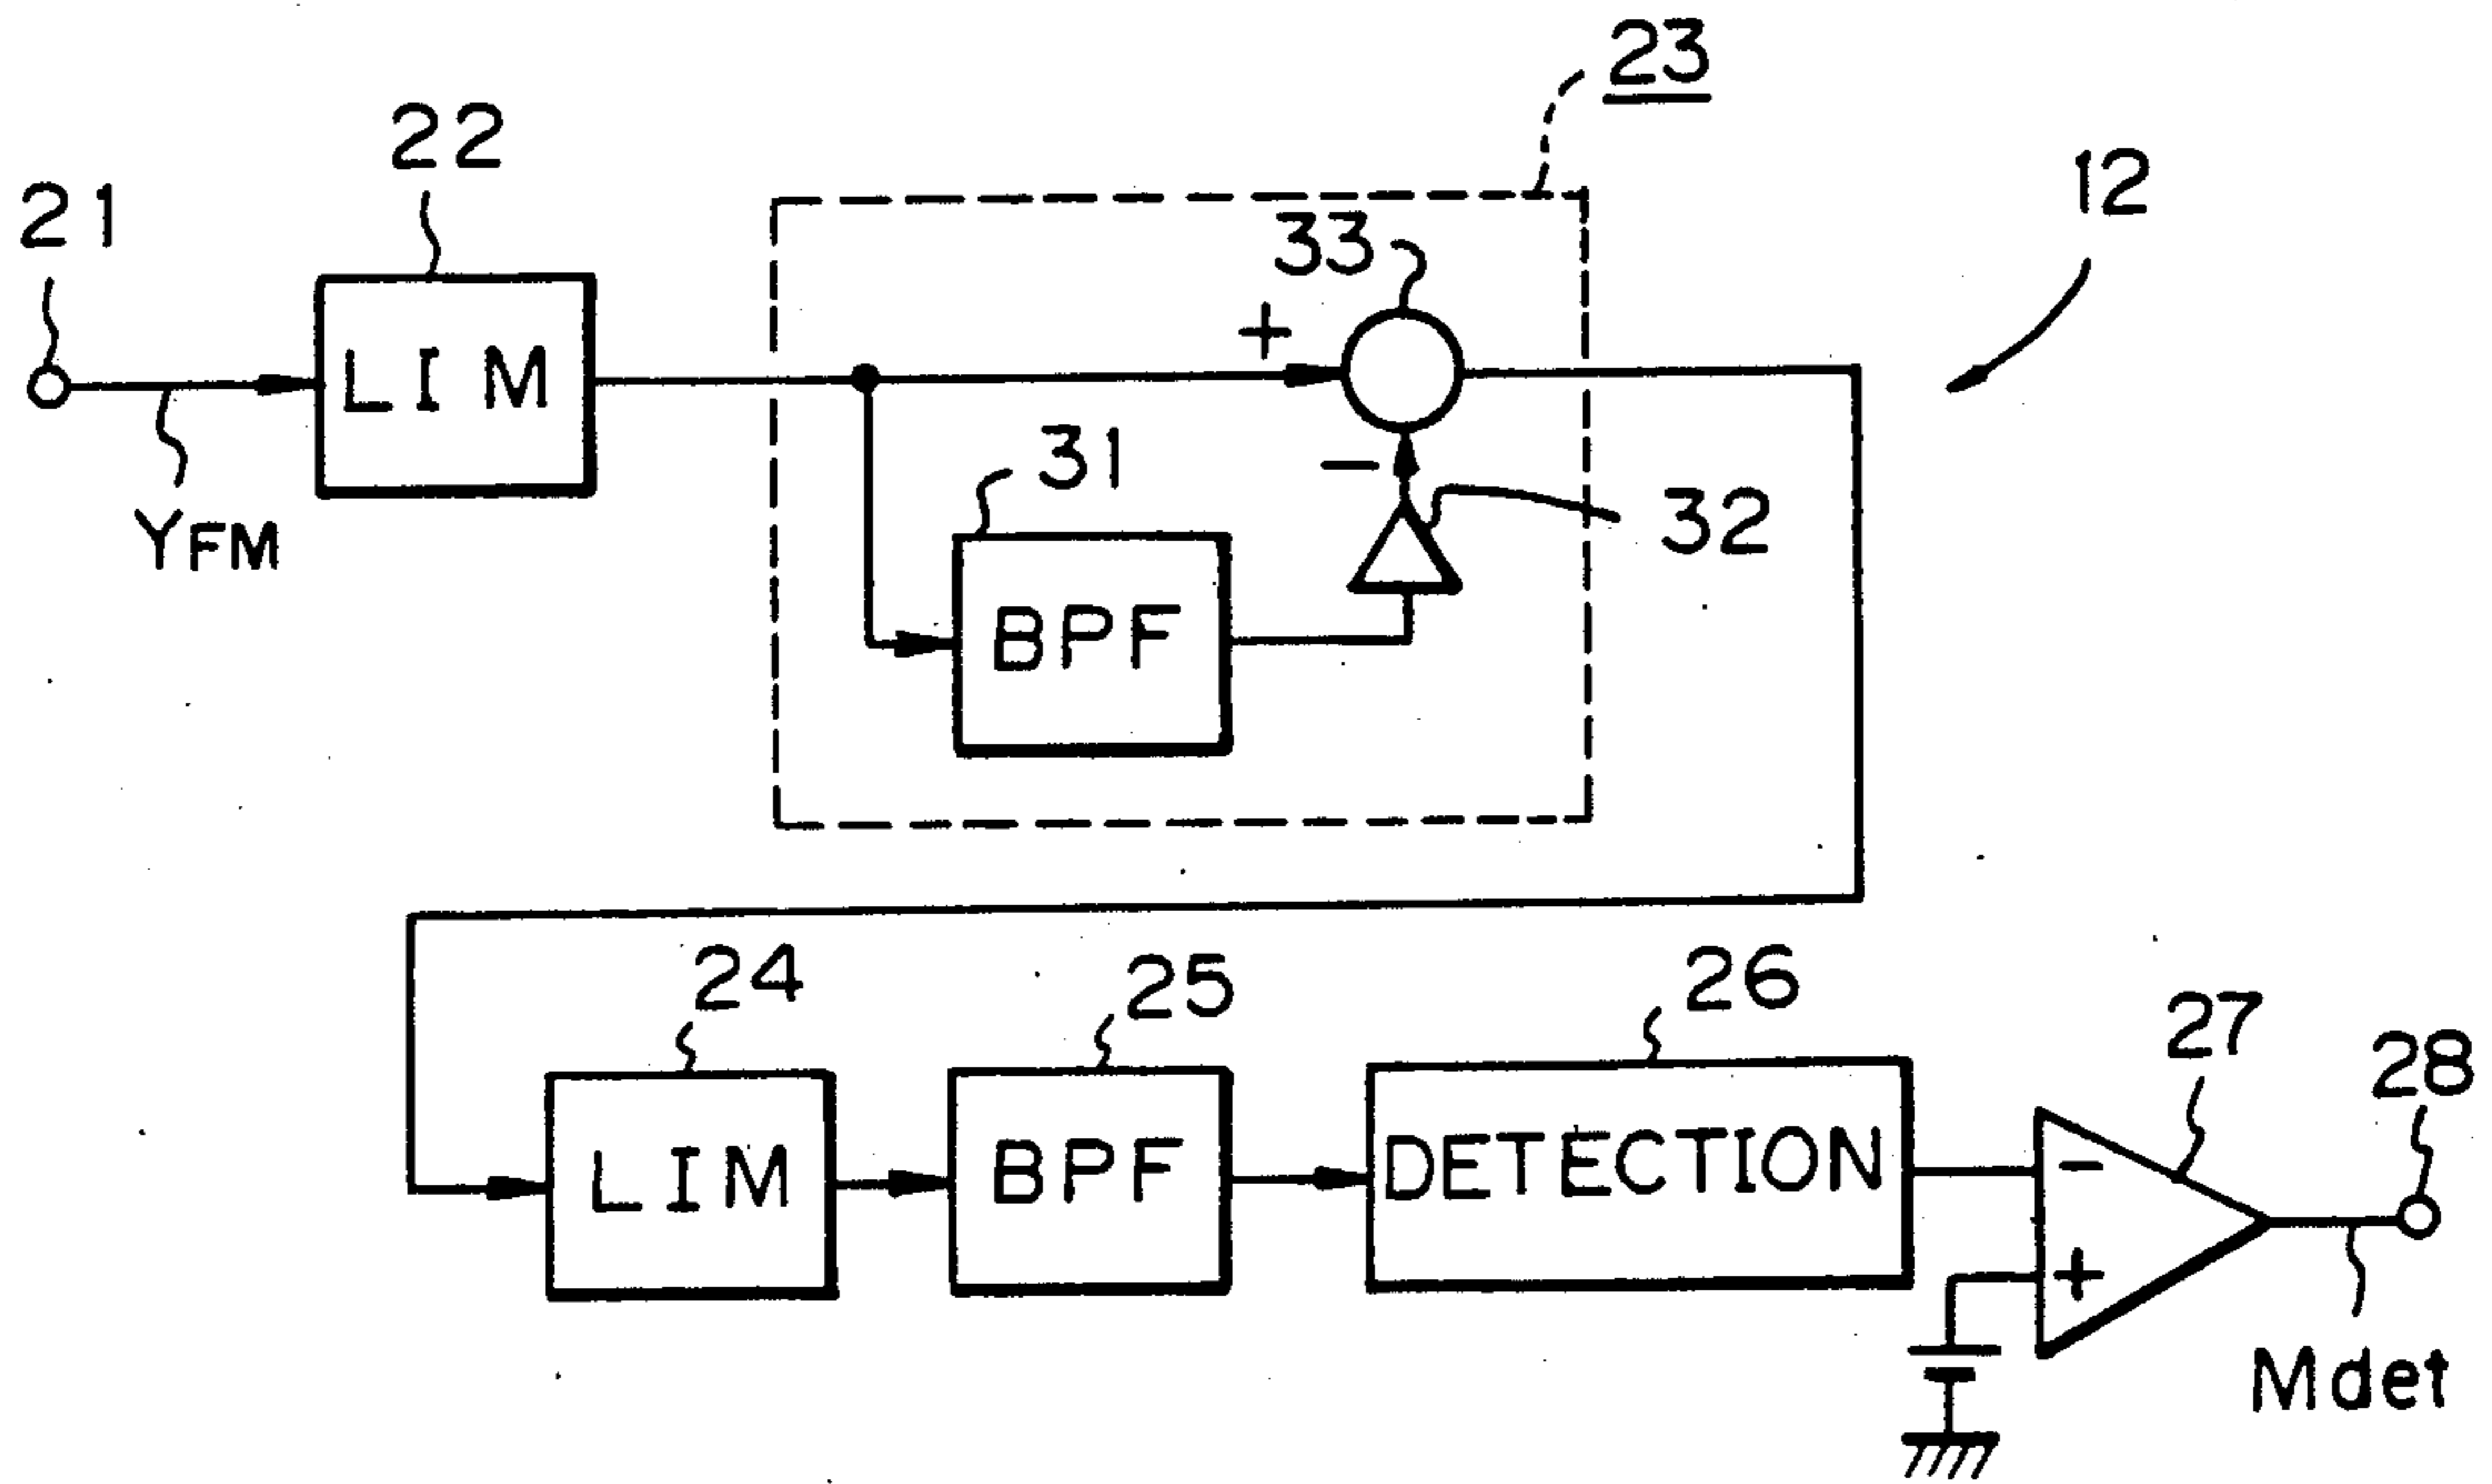 23
22
12
21
33
+
LIM
31
−
32
YFM
BPF
24
25
26
27
28
LIM
BPF
DETECTION
−
+
Mdet